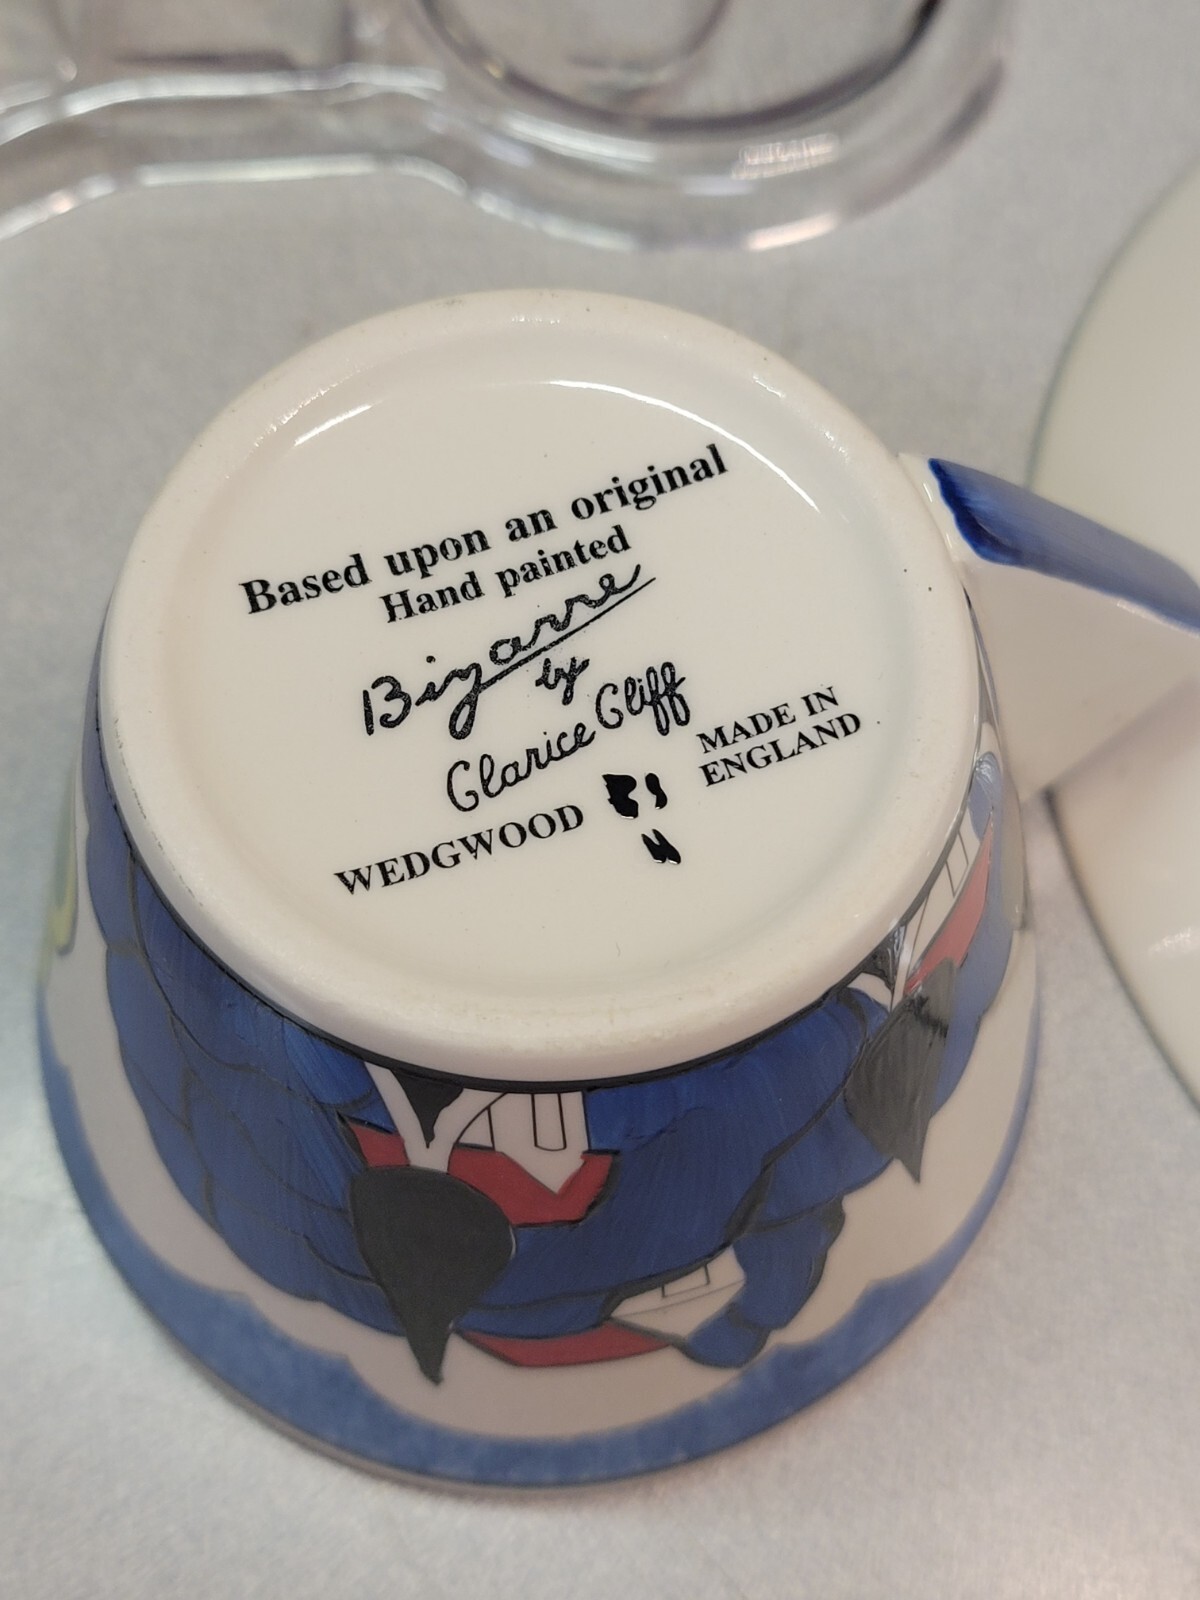 Based upon an original
Hand painted
Bizarre
by
Clarice Cliff
WEDGWOOD
MADE IN
ENGLAND